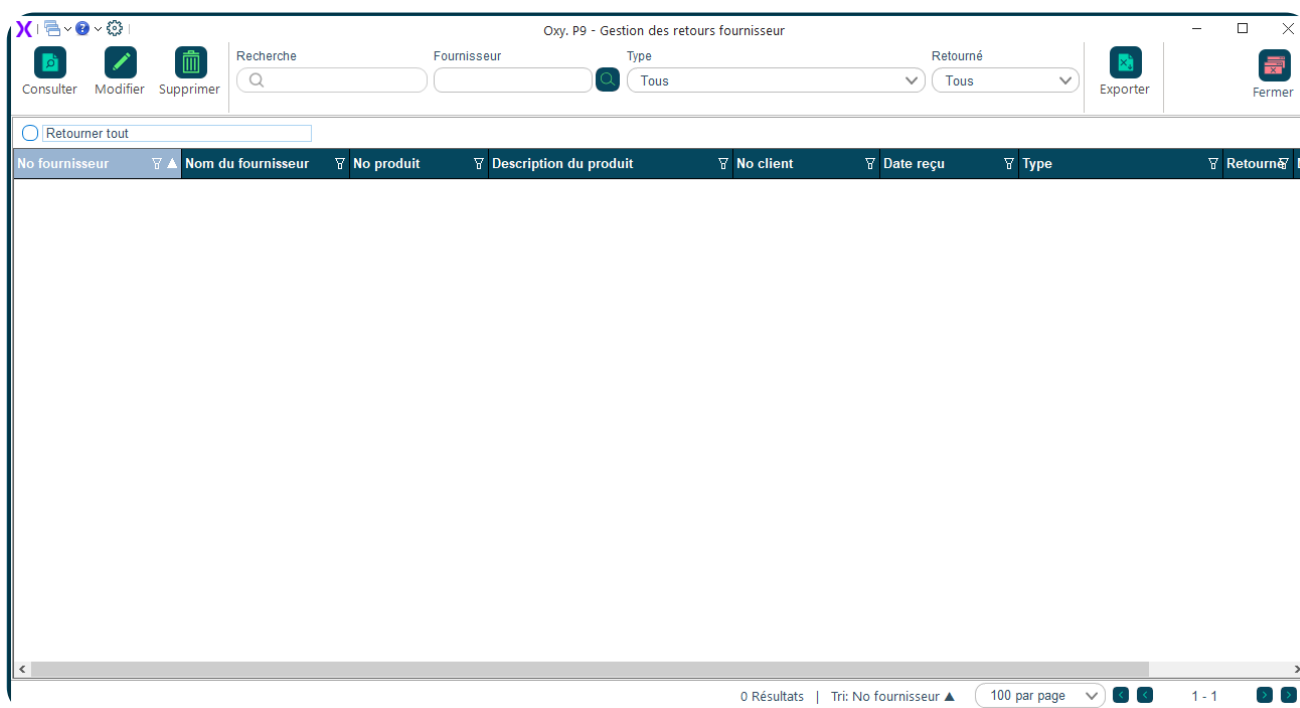 Oxy. P9 - Gestion des retours fournisseur
Recherche Fournisseur Type Retourné
Tous Tous
Consulter Modifier Supprimer Exporter Fermer
Retourner tout
No fournisseur Nom du fournisseur No produit Description du produit No client Date reçu Type Retourné
0 Résultats | Tri: No fournisseur ▲ 100 par page 1 - 1